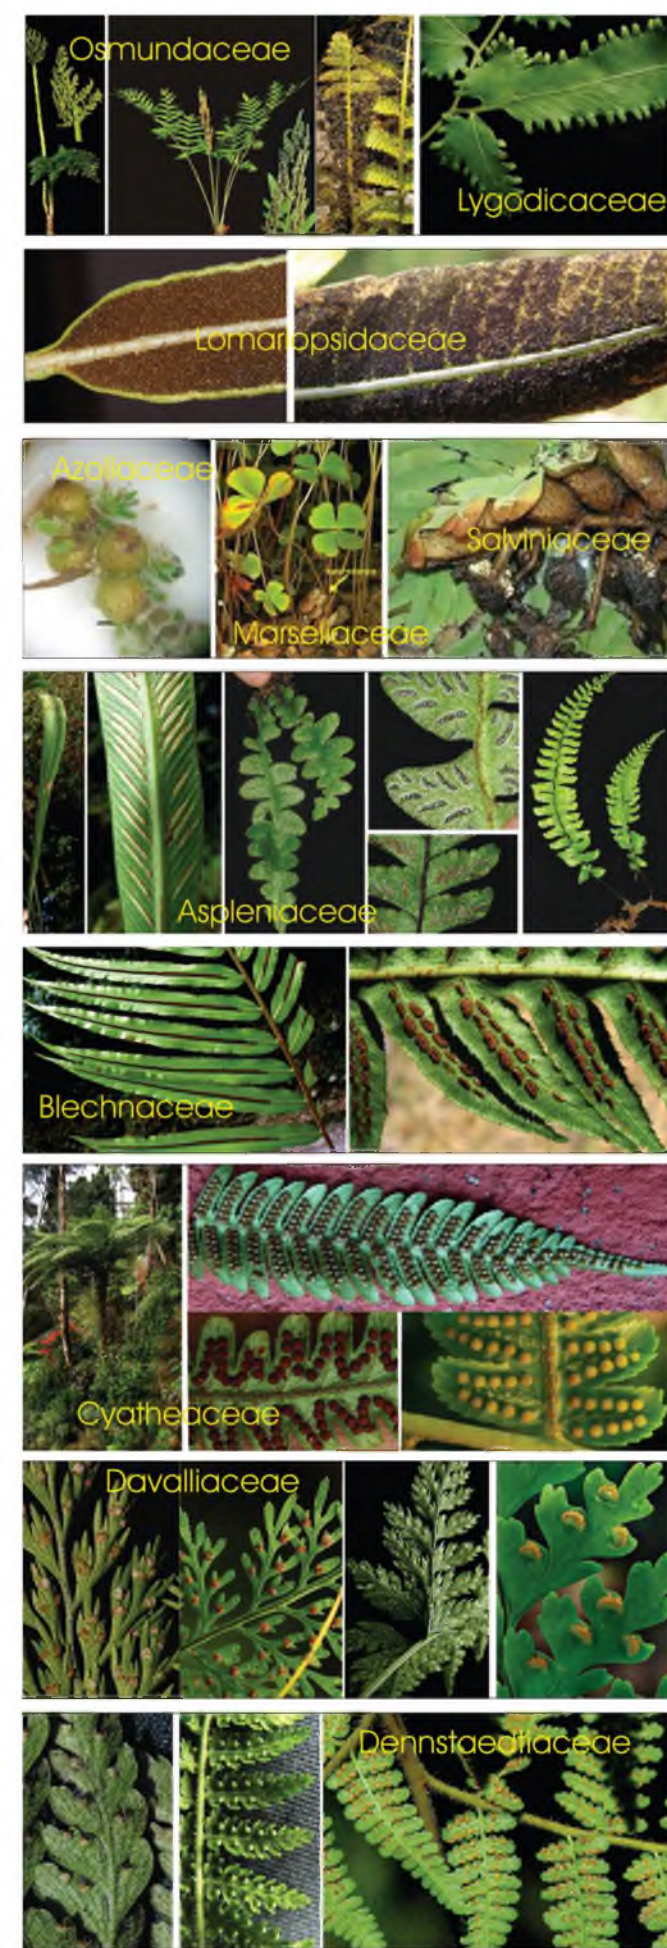 Osmundaceae
Lygodicaceae
Lomariopsidaceae
Azollaceae
Salviniaceae
Marseliaceae
Aspleniaceae
Blechnaceae
Cyatheaceae
Davalliaceae
Dennstaedtiaceae